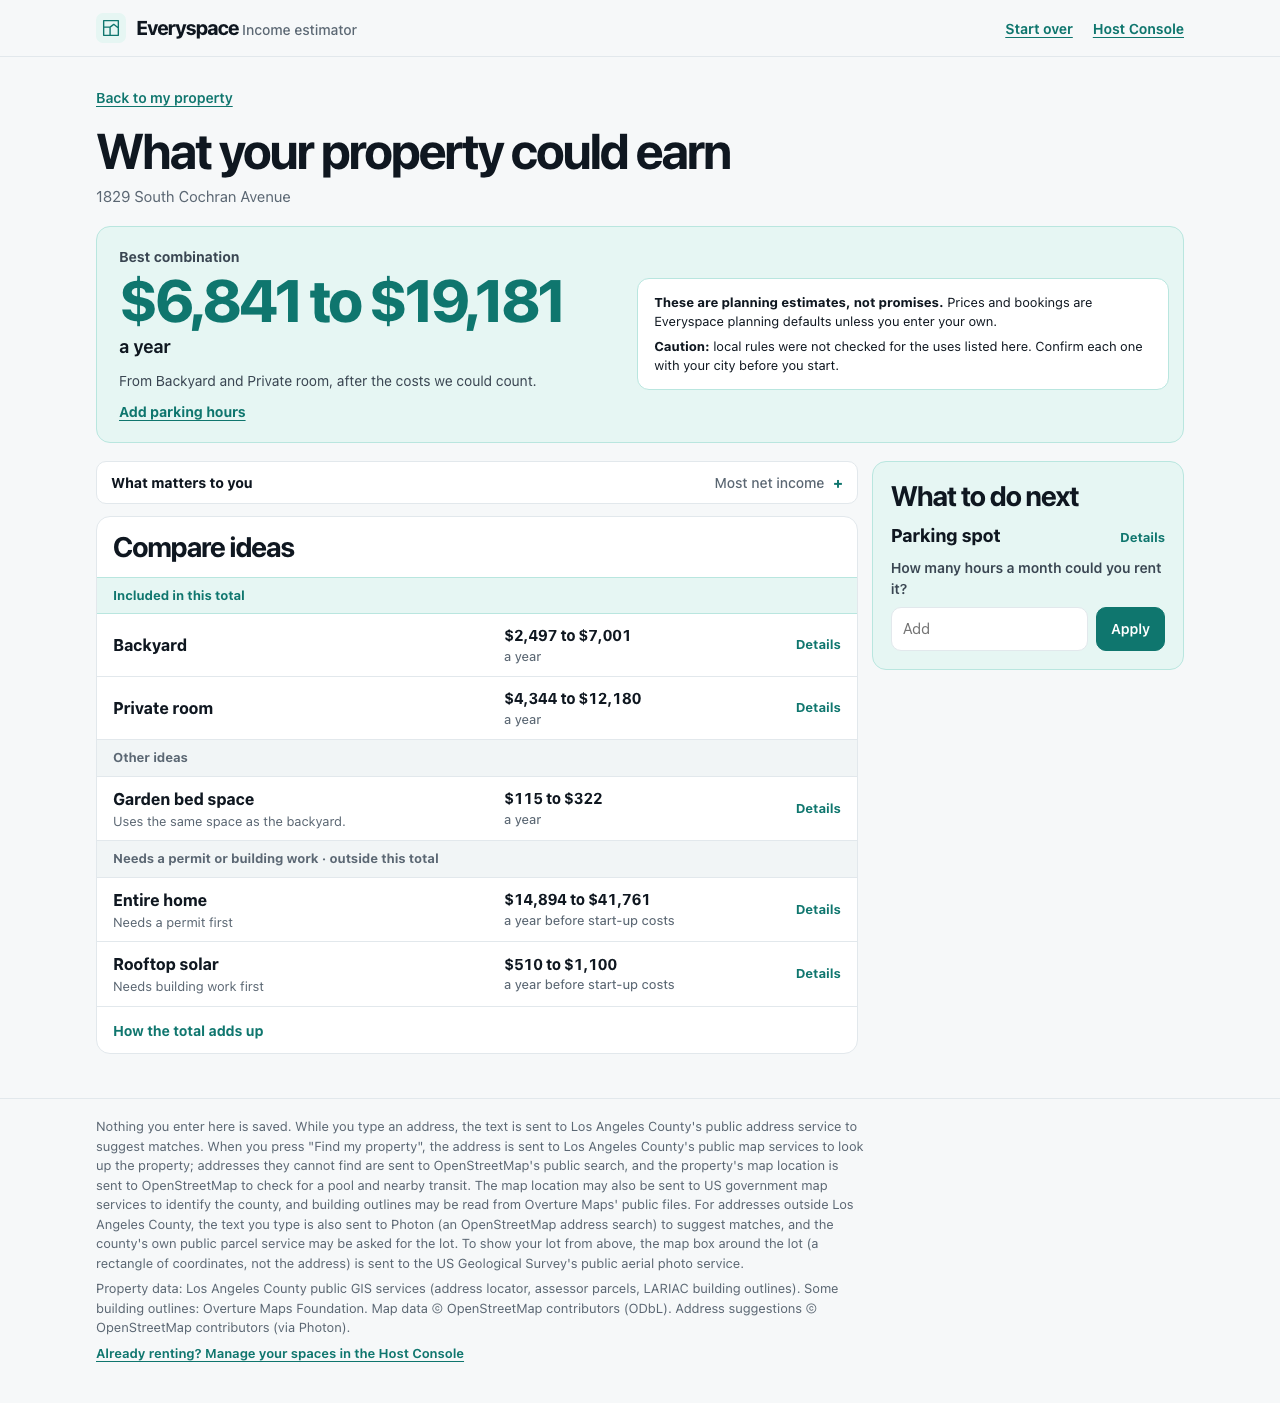 Everyspace Income estimator
Start over
Host Console
Back to my property
What your property could earn
1829 South Cochran Avenue
Best combination
$6,841 to $19,181
a year
From Backyard and Private room, after the costs we could count.
Add parking hours
These are planning estimates, not promises. Prices and bookings are
Everyspace planning defaults unless you enter your own.
Caution: local rules were not checked for the uses listed here. Confirm each one
with your city before you start.
What matters to you
Most net income +
Compare ideas
Included in this total
Backyard
$2,497 to $7,001
a year
Details
Private room
$4,344 to $12,180
a year
Details
Other ideas
Garden bed space
Uses the same space as the backyard.
$115 to $322
a year
Details
Needs a permit or building work · outside this total
Entire home
Needs a permit first
$14,894 to $41,761
a year before start-up costs
Details
Rooftop solar
Needs building work first
$510 to $1,100
a year before start-up costs
Details
How the total adds up
What to do next
Parking spot
Details
How many hours a month could you rent
it?
Add
Apply
Nothing you enter here is saved. While you type an address, the text is sent to Los Angeles County's public address service to
suggest matches. When you press "Find my property", the address is sent to Los Angeles County's public map services to look
up the property; addresses they cannot find are sent to OpenStreetMap's public search, and the property's map location is
sent to OpenStreetMap to check for a pool and nearby transit. The map location may also be sent to US government map
services to identify the county, and building outlines may be read from Overture Maps' public files. For addresses outside Los
Angeles County, the text you type is also sent to Photon (an OpenStreetMap address search) to suggest matches, and the
county's own public parcel service may be asked for the lot. To show your lot from above, the map box around the lot (a
rectangle of coordinates, not the address) is sent to the US Geological Survey's public aerial photo service.
Property data: Los Angeles County public GIS services (address locator, assessor parcels, LARIAC building outlines). Some
building outlines: Overture Maps Foundation. Map data © OpenStreetMap contributors (ODbL). Address suggestions ©
OpenStreetMap contributors (via Photon).
Already renting? Manage your spaces in the Host Console